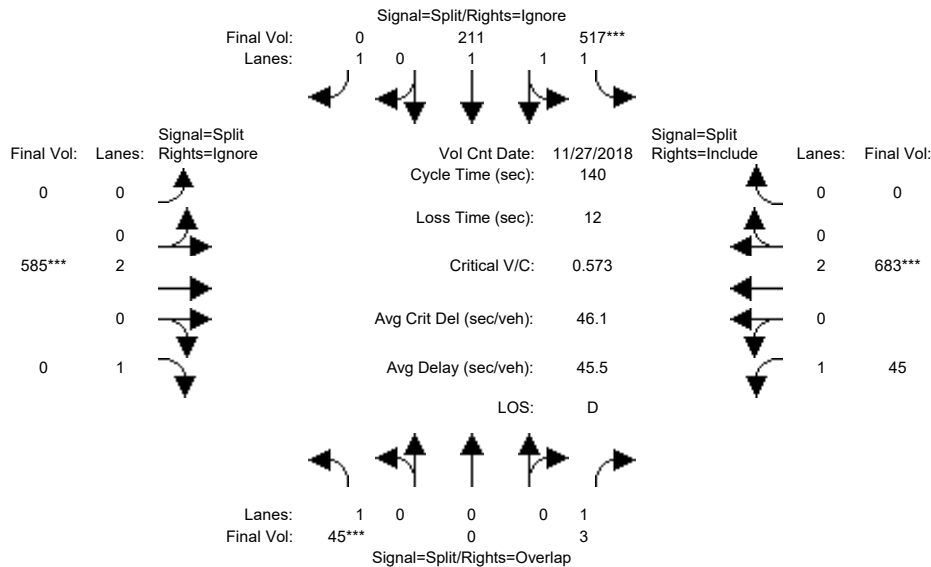 Signal=Split/Rights=Ignore
Final Vol: 0 211 517***
Lanes: 1 0 1 1 1
Signal=Split
Final Vol: Lanes: Rights=Ignore
Vol Cnt Date: 11/27/2018
Signal=Split
Rights=Include Lanes: Final Vol:
Cycle Time (sec): 140
0 0
0 0
Loss Time (sec): 12
0
0
585*** 2
Critical V/C: 0.573
2 683***
0
Avg Crit Del (sec/veh): 46.1
0
0 1
Avg Delay (sec/veh): 45.5
1 45
LOS: D
Lanes: 1 0 0 0 1
Final Vol: 45*** 0 3
Signal=Split/Rights=Overlap